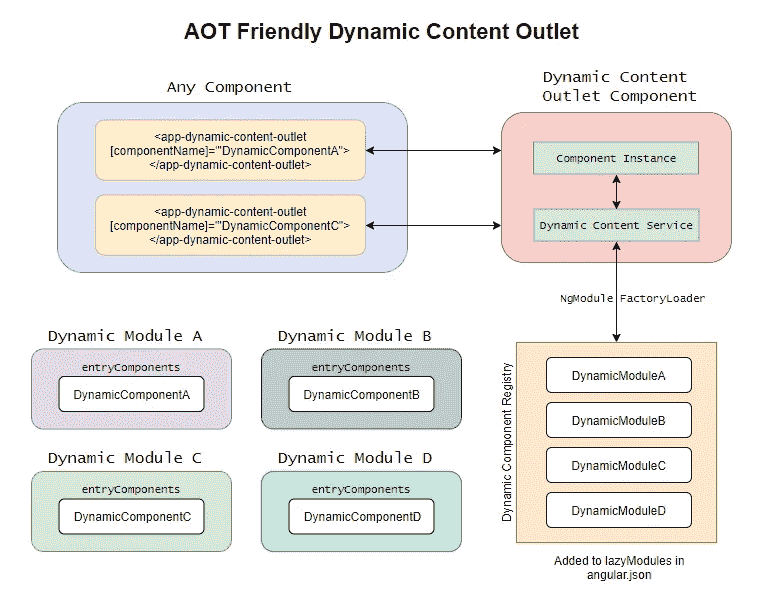 AOT Friendly Dynamic Content Outlet
Any Component
<app-dynamic-content-outlet
[componentName]="'DynamicComponentA'">
</app-dynamic-content-outlet>
<app-dynamic-content-outlet
[componentName]="'DynamicComponentC'">
</app-dynamic-content-outlet>
Dynamic Content
Outlet Component
Component Instance
Dynamic Content Service
NgModule FactoryLoader
Dynamic Module A
entryComponents
DynamicComponentA
Dynamic Module B
entryComponents
DynamicComponentB
Dynamic Module C
entryComponents
DynamicComponentC
Dynamic Module D
entryComponents
DynamicComponentD
Dynamic Component Registry
DynamicModuleA
DynamicModuleB
DynamicModuleC
DynamicModuleD
Added to lazyModules in
angular.json